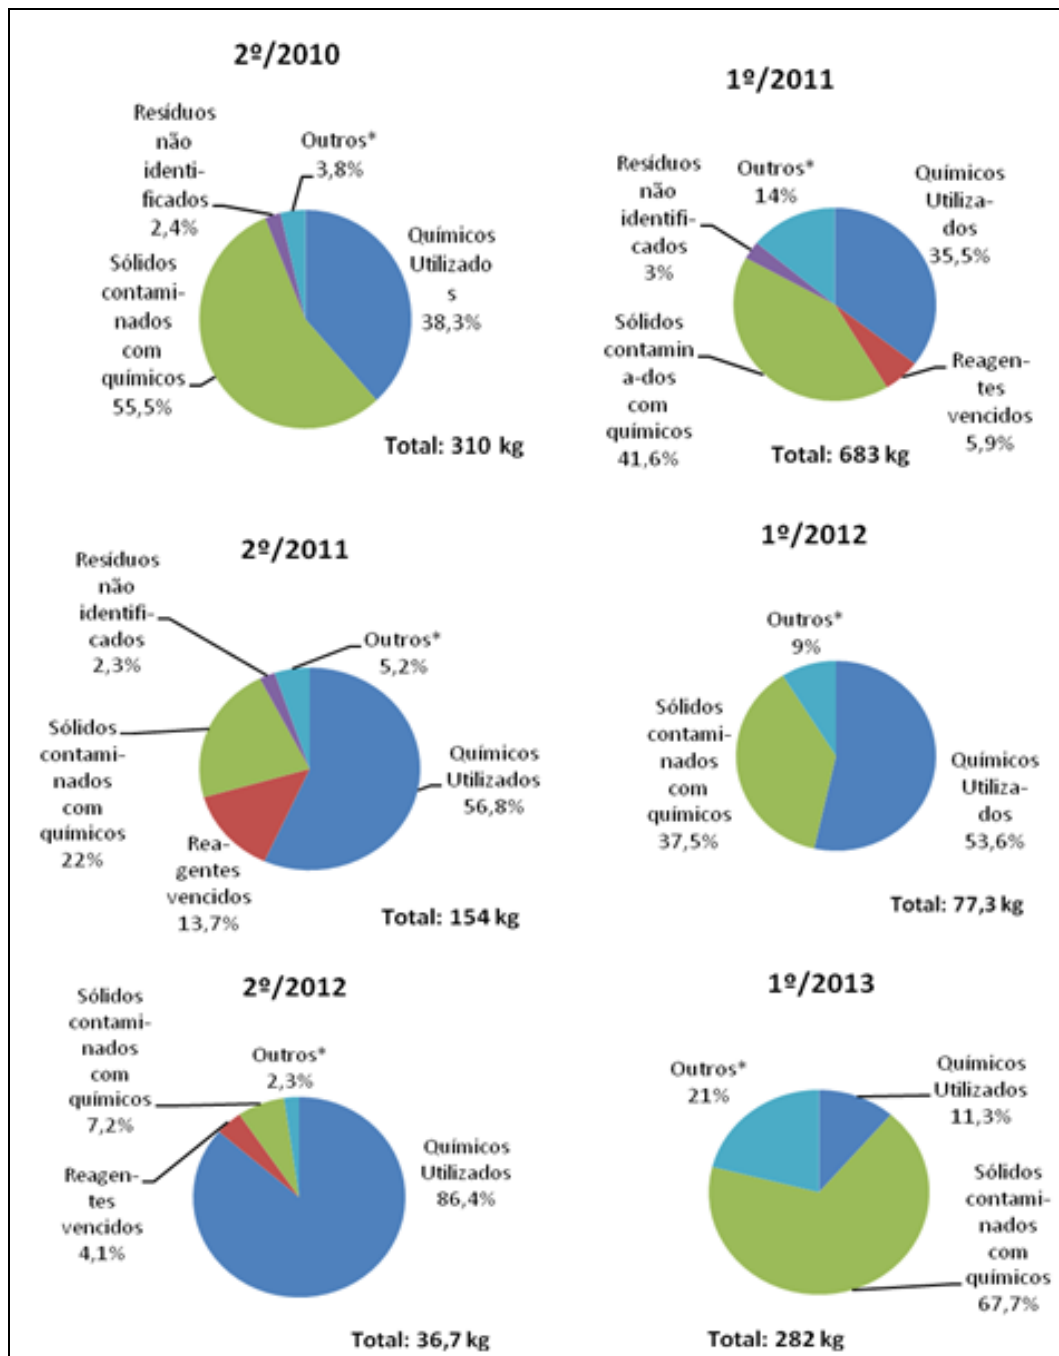 2º/2010
Resíduos
não
identi-
ficados
2,4%
Outros*
3,8%
Químicos
Utilizado
s
38,3%
Sólidos
contami-
nados
com
químicos
55,5%
Total: 310 kg
1º/2011
Resíduos
não
identifi-
cados
3%
Outros*
14%
Químicos
Utiliza-
dos
35,5%
Sólidos
contamin
a-dos
com
químicos
41,6%
Reagen-
tes
vencidos
5,9%
Total: 683 kg
2º/2011
Resíduos
não
identifi-
cados
2,3%
Outros*
5,2%
Sólidos
contami-
nados
com
químicos
22%
Químicos
Utilizados
56,8%
Rea-
gentes
vencidos
13,7%
Total: 154 kg
1º/2012
Outros*
9%
Sólidos
contami-
nados
com
químicos
37,5%
Químicos
Utiliza-
dos
53,6%
Total: 77,3 kg
2º/2012
Sólidos
contami-
nados
com
químicos
7,2%
Outros*
2,3%
Reagen-
tes
vencidos
4,1%
Químicos
Utilizados
86,4%
Total: 36,7 kg
1º/2013
Outros*
21%
Químicos
Utilizados
11,3%
Sólidos
contami-
nados
com
químicos
67,7%
Total: 282 kg